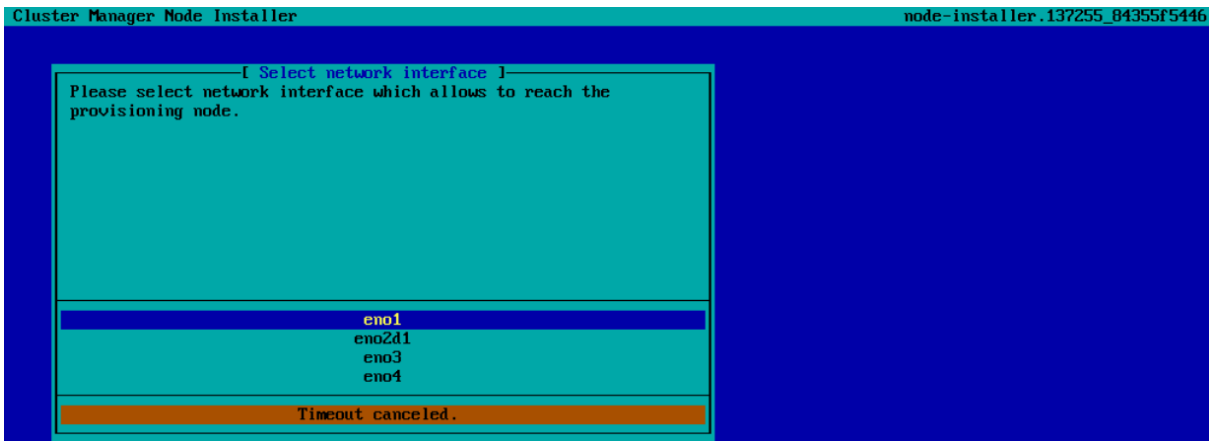 Cluster Manager Node Installer
node-installer.137255_84355f5446
[ Select network interface ]
Please select network interface which allows to reach the
provisioning node.
eno1
eno2d1
eno3
eno4
Timeout canceled.